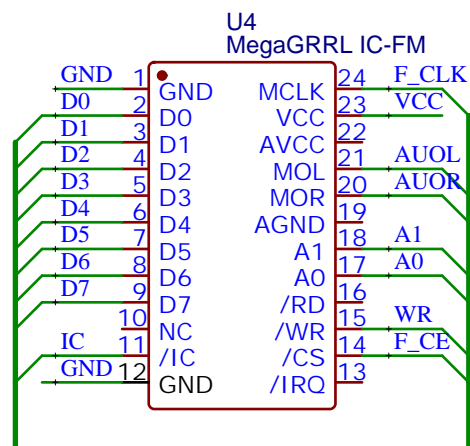 U4
MegaGRRL IC-FM
GND 1 GND MCLK 24 F_CLK
D0 2 D0 VCC 23 VCC
D1 3 D1 AVCC 22
D2 4 D2 MOL 21 AUOL
D3 5 D3 MOR 20 AUOR
D4 6 D4 AGND 19
D5 7 D5 A1 18 A1
D6 8 D6 A0 17 A0
D7 9 D7 /RD 16
10 NC /WR 15 WR
IC 11 /IC /CS 14 F_CE
GND 12 GND /IRQ 13